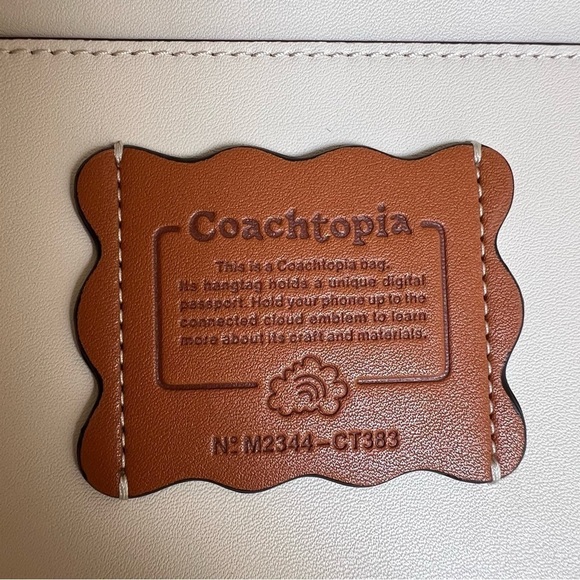 Coachtopia
This is a Coachtopia bag.
Its hangtag holds a unique digital
passport. Hold your phone up to the
connected cloud emblem to learn
more about its craft and materials.
Nº M2344-CT383